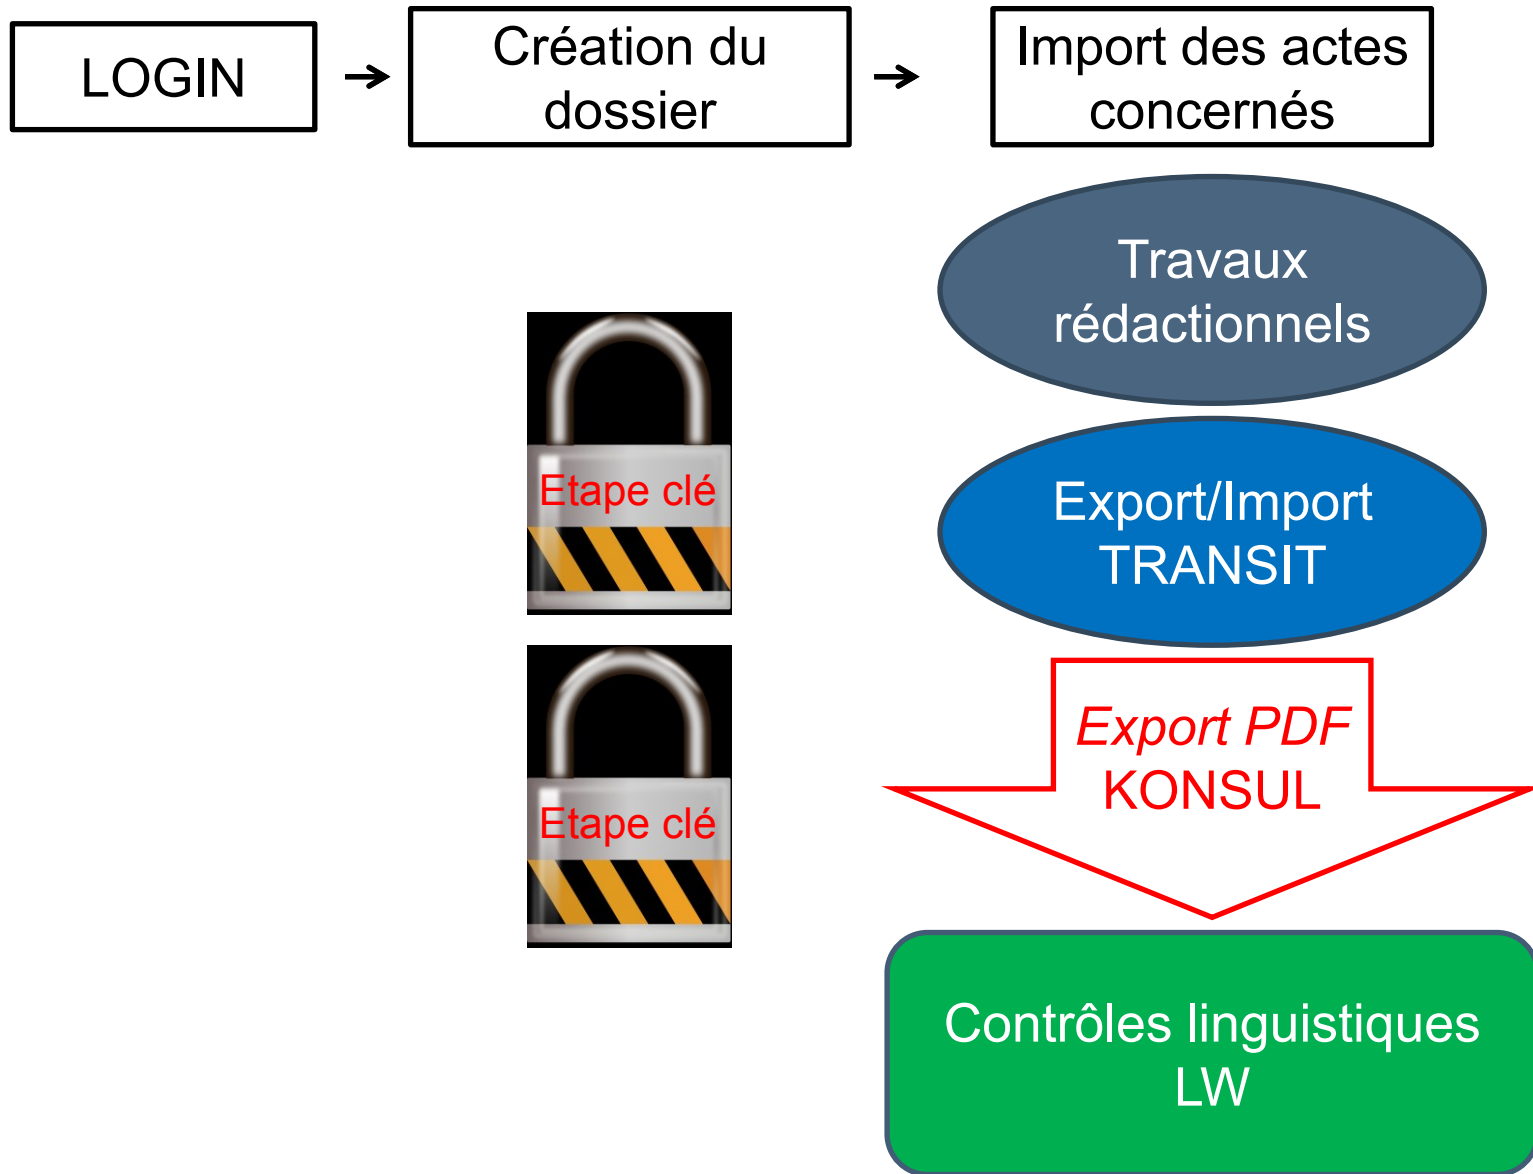 LOGIN
Création du
dossier
Import des actes
concernés
Travaux
rédactionnels
Etape clé
Export/Import
TRANSIT
Export PDF
KONSUL
Etape clé
Contrôles linguistiques
LW